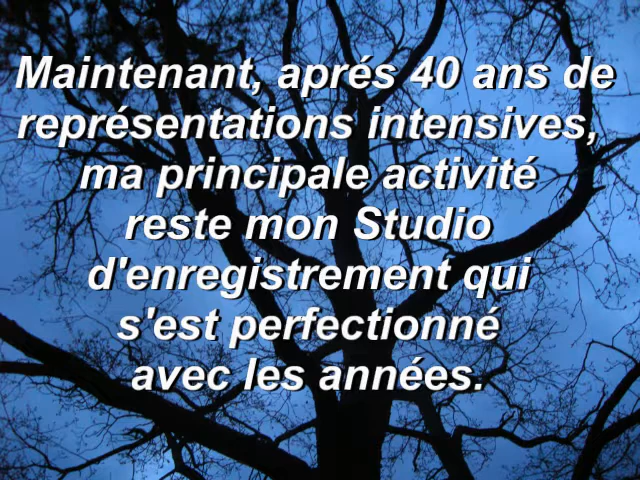 Maintenant, aprés 40 ans de
représentations intensives,
ma principale activité
reste mon Studio
d'enregistrement qui
s'est perfectionné
avec les années.